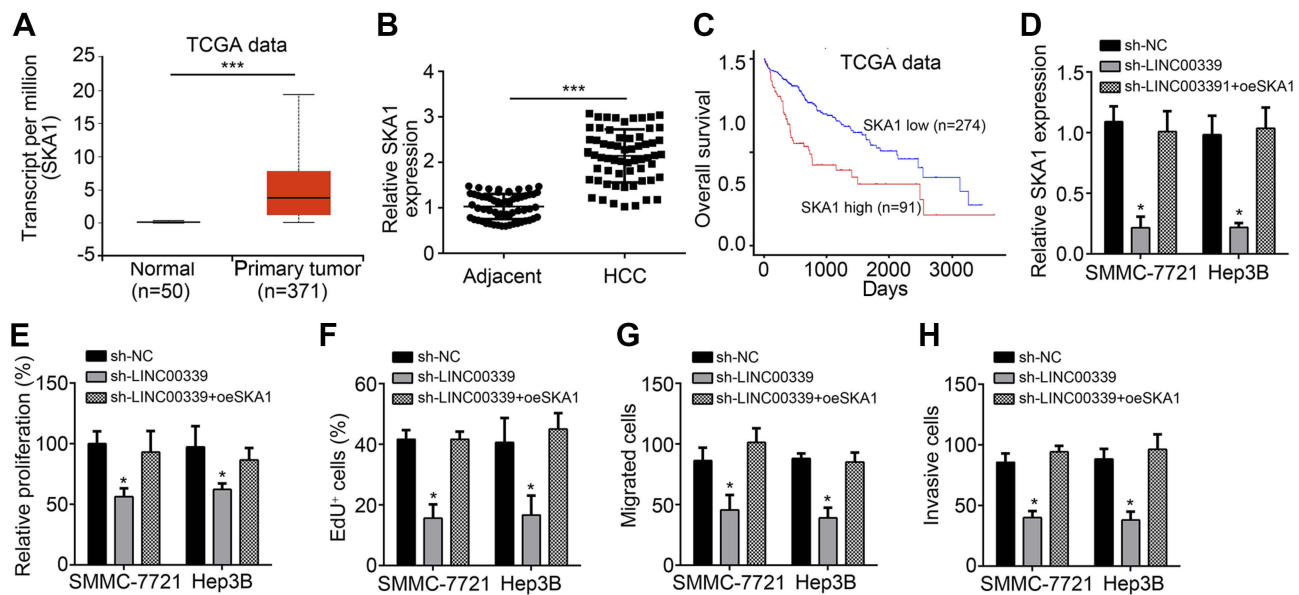 A
TCGA data
***
Transcript per million
(SKA1)
25
20
15
10
5
0
-5
Normal
(n=50)
Primary tumor
(n=371)
B
***
Relative SKA1
expression
4
3
2
1
0
Adjacent
HCC
C
TCGA data
Overall survival
1.5
1.0
0.5
0.0
SKA1 low (n=274)
SKA1 high (n=91)
0
1000
2000
3000
Days
D
sh-NC
sh-LINC00339
sh-LINC003391+oeSKA1
Relative SKA1 expression
1.5
1.0
0.5
0.0
*
*
SMMC-7721
Hep3B
E
sh-NC
sh-LINC00339
sh-LINC00339+oeSKA1
Relative proliferation (%)
150
100
50
0
*
*
SMMC-7721
Hep3B
F
sh-NC
sh-LINC00339
sh-LINC00339+oeSKA1
EdU⁺ cells (%)
60
40
20
0
*
*
SMMC-7721
Hep3B
G
sh-NC
sh-LINC00339
sh-LINC00339+oeSKA1
Migrated cells
150
100
50
0
*
*
SMMC-7721
Hep3B
H
sh-NC
sh-LINC00339
sh-LINC00339+oeSKA1
Invasive cells
150
100
50
0
*
*
SMMC-7721
Hep3B